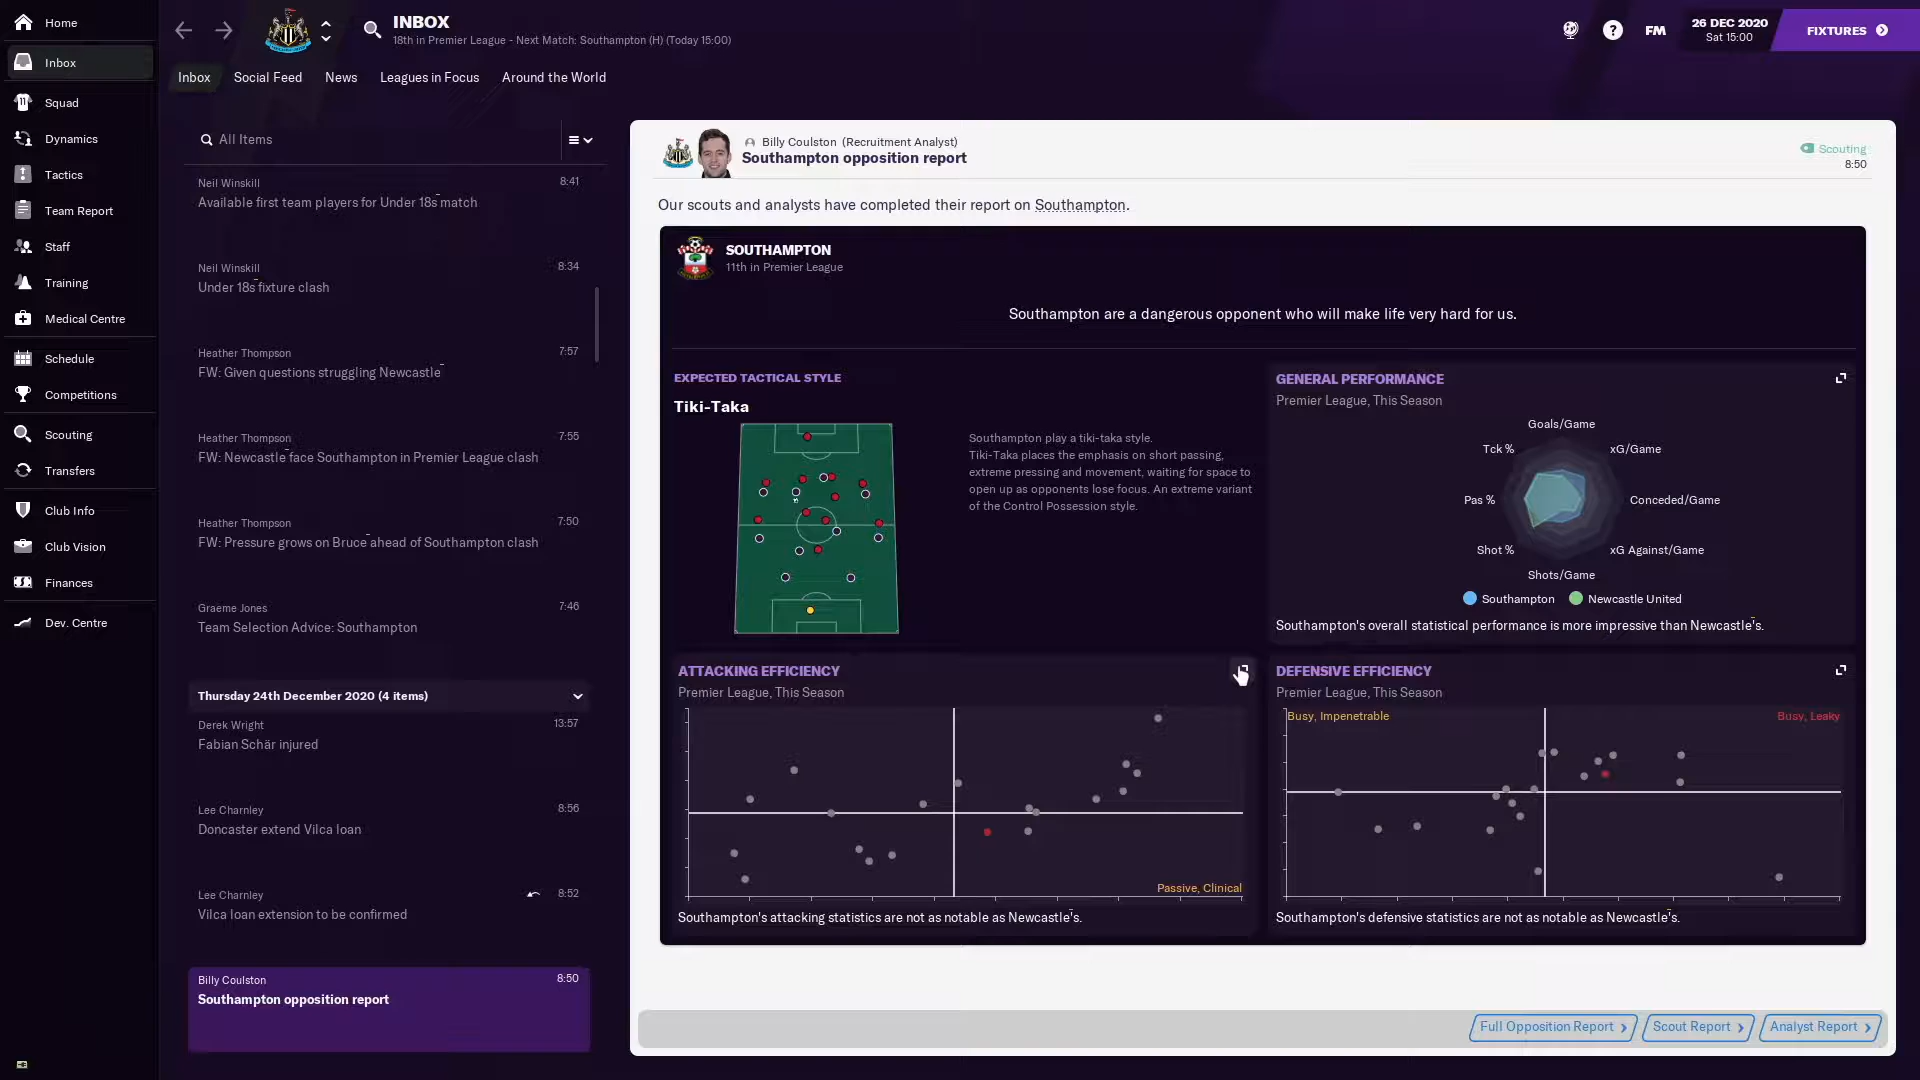 Home
Inbox
Squad
Dynamics
Tactics
Team Report
Staff
Training
Medical Centre
Schedule
Competitions
Scouting
Transfers
Club Info
Club Vision
Finances
Dev. Centre
INBOX
18th in Premier League - Next Match: Southampton (H) (Today 15:00)
FM
26 DEC 2020
Sat 15:00
FIXTURES
Inbox Social Feed News Leagues in Focus Around the World
All Items
Neil Winskill 8:41
Available first team players for Under 18s match
Neil Winskill 8:34
Under 18s fixture clash
Heather Thompson 7:57
FW: Given questions struggling Newcastle
Heather Thompson 7:55
FW: Newcastle face Southampton in Premier League clash
Heather Thompson 7:50
FW: Pressure grows on Bruce ahead of Southampton clash
Graeme Jones 7:46
Team Selection Advice: Southampton
Thursday 24th December 2020 (4 items)
Derek Wright 13:57
Fabian Schär injured
Lee Charnley 8:56
Doncaster extend Vilca loan
Lee Charnley 8:52
Vilca loan extension to be confirmed
Billy Coulston 8:50
Southampton opposition report
Billy Coulston (Recruitment Analyst)
Southampton opposition report
Scouting
8:50
Our scouts and analysts have completed their report on Southampton.
SOUTHAMPTON
11th in Premier League
Southampton are a dangerous opponent who will make life very hard for us.
EXPECTED TACTICAL STYLE
Tiki-Taka
Southampton play a tiki-taka style.
Tiki-Taka places the emphasis on short passing,
extreme pressing and movement, waiting for space to
open up as opponents lose focus. An extreme variant
of the Control Possession style.
GENERAL PERFORMANCE
Premier League, This Season
Goals/Game
Tck % xG/Game
Pas % Conceded/Game
Shot % xG Against/Game
Shots/Game
Southampton Newcastle United
Southampton's overall statistical performance is more impressive than Newcastle's.
ATTACKING EFFICIENCY
Premier League, This Season
Passive, Clinical
Southampton's attacking statistics are not as notable as Newcastle's.
DEFENSIVE EFFICIENCY
Premier League, This Season
Busy, Impenetrable Busy, Leaky
Southampton's defensive statistics are not as notable as Newcastle's.
Full Opposition Report Scout Report Analyst Report